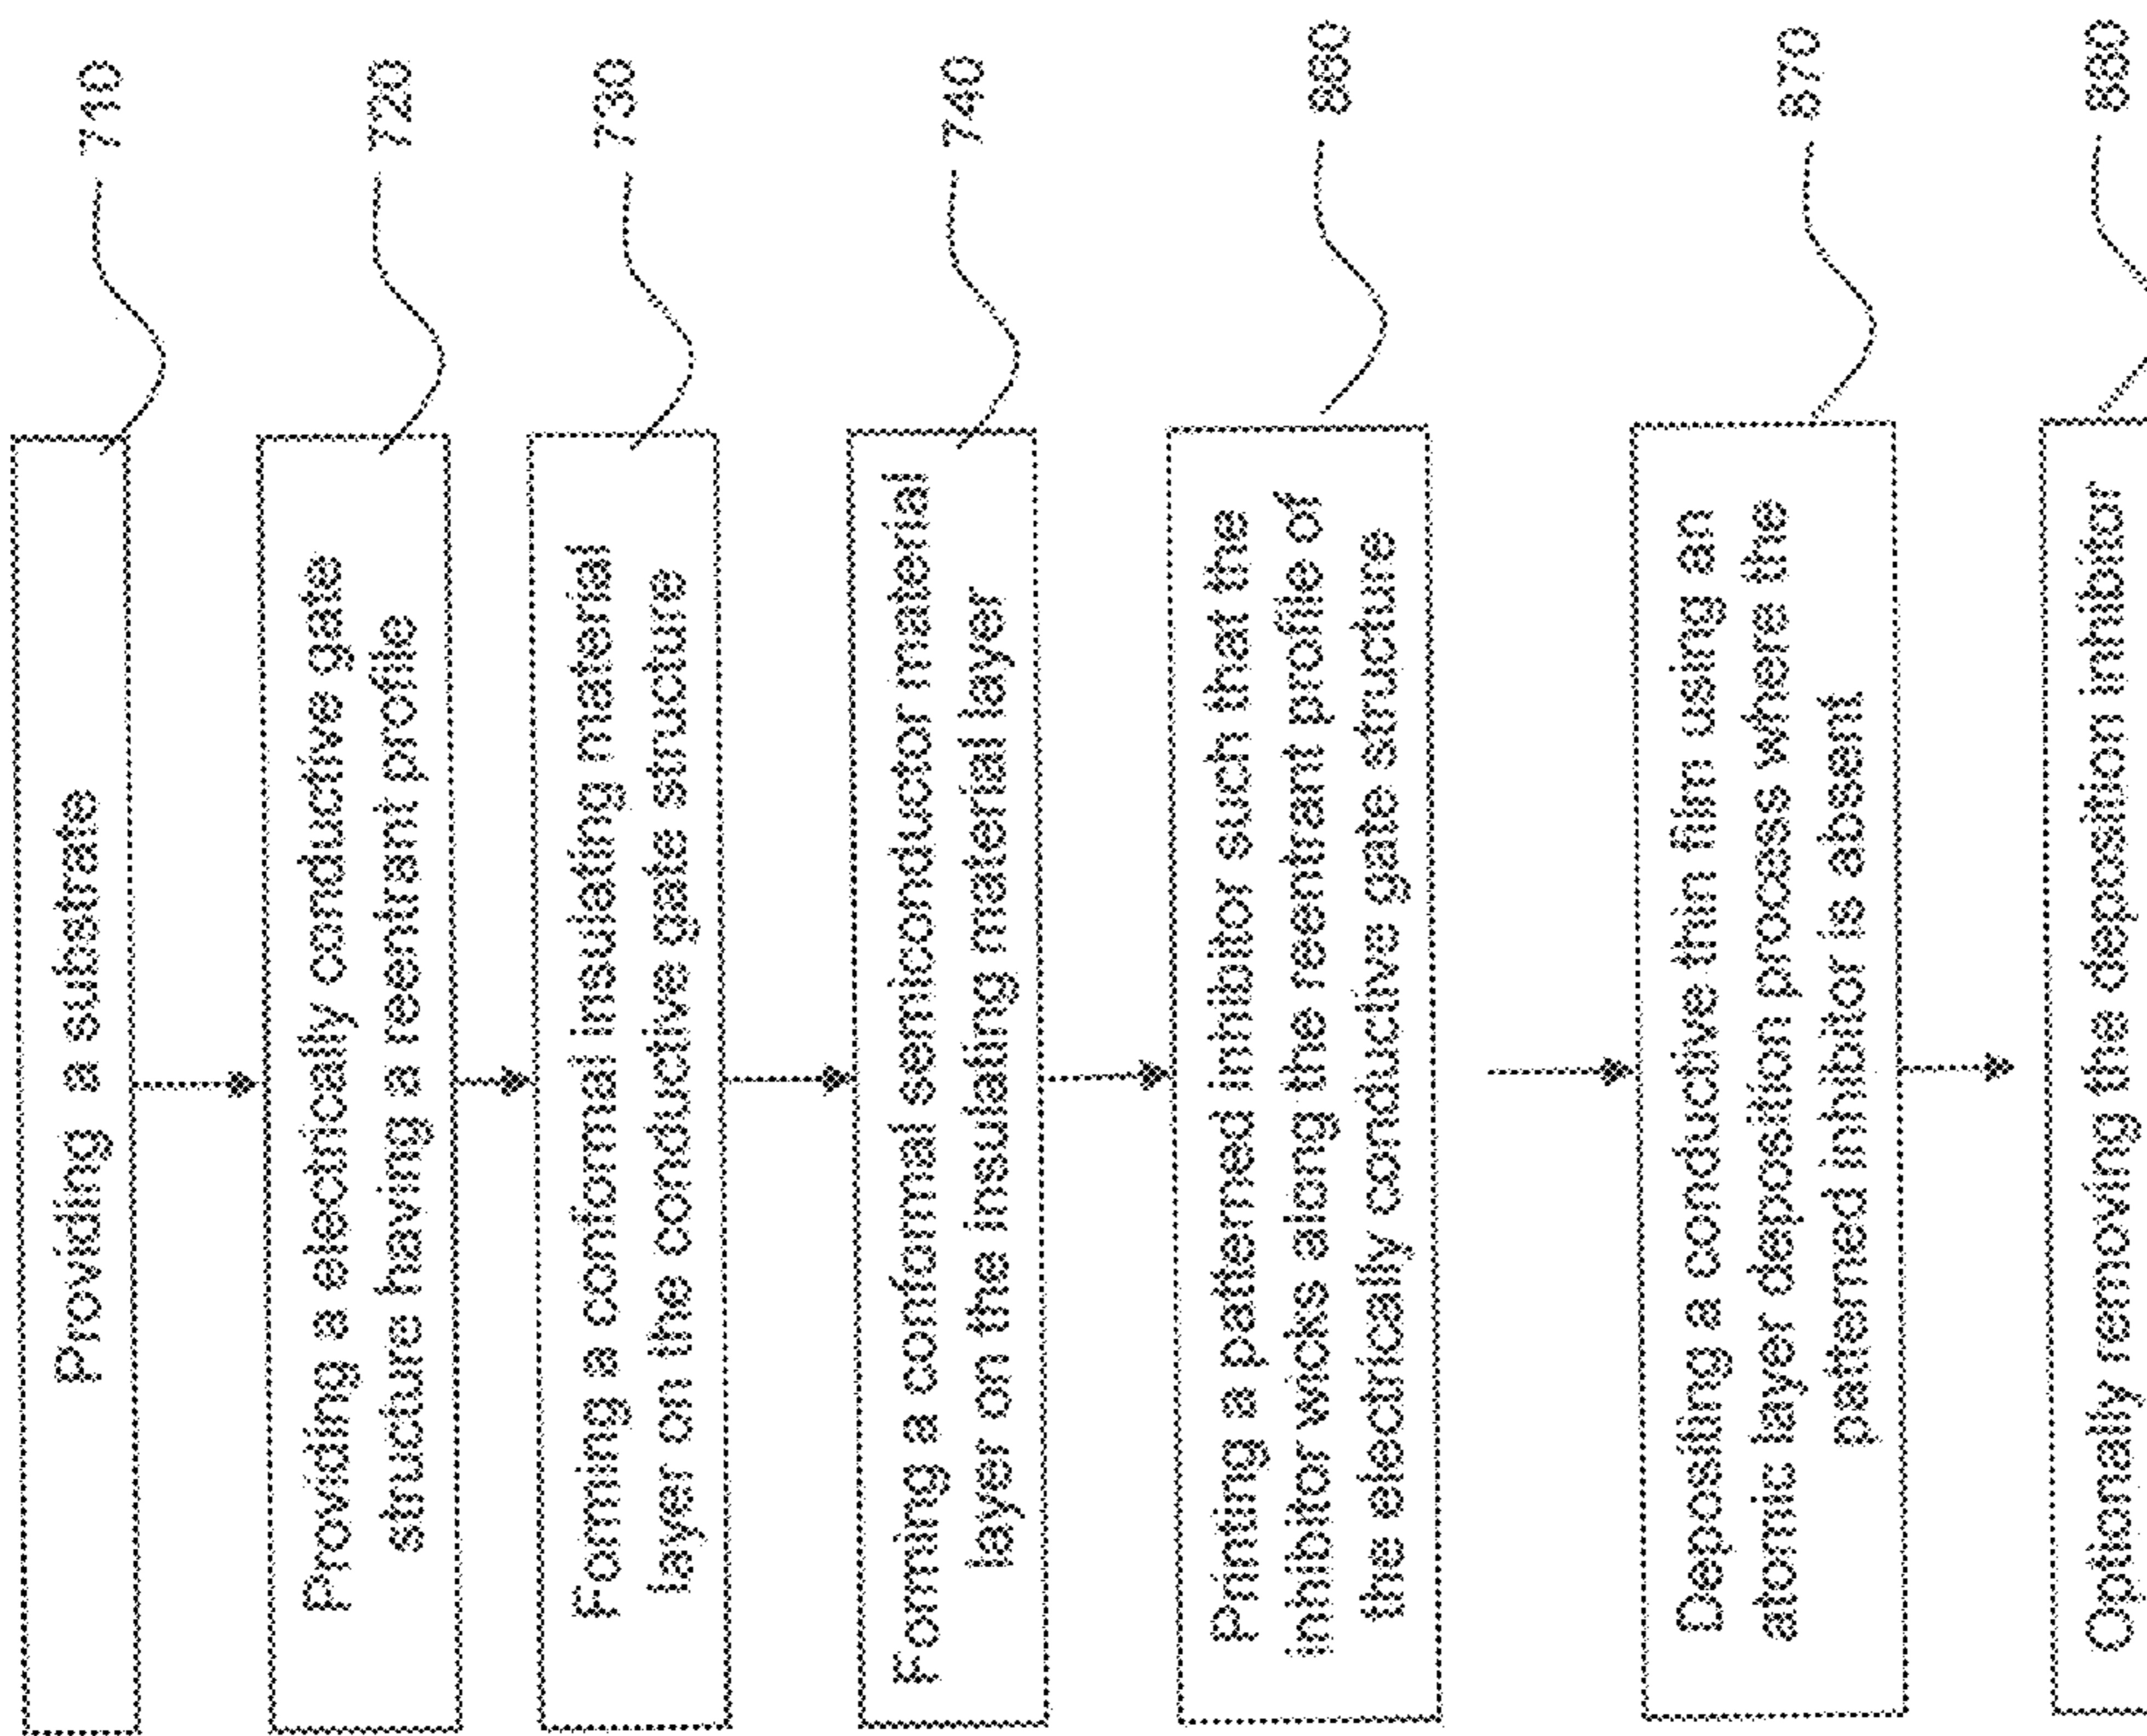 Providing a substrate
710
Providing a electrically conductive gate
structure having a reentrant profile
720
Foming a conformal insulating material
layer on the conductive gate structure
730
Forming a conformal semiconductor material
layer on the insulating material layer
740
Printing a patterned inhibitor such that the
inhibitor wicks along the reentrant profile of
the electrically conductive gate structure
Depositing a conductive thin film using an
atomic layer deposition process where the
patterned inhibitor is absent
870
Optionally removing the deposition inhibitor
880